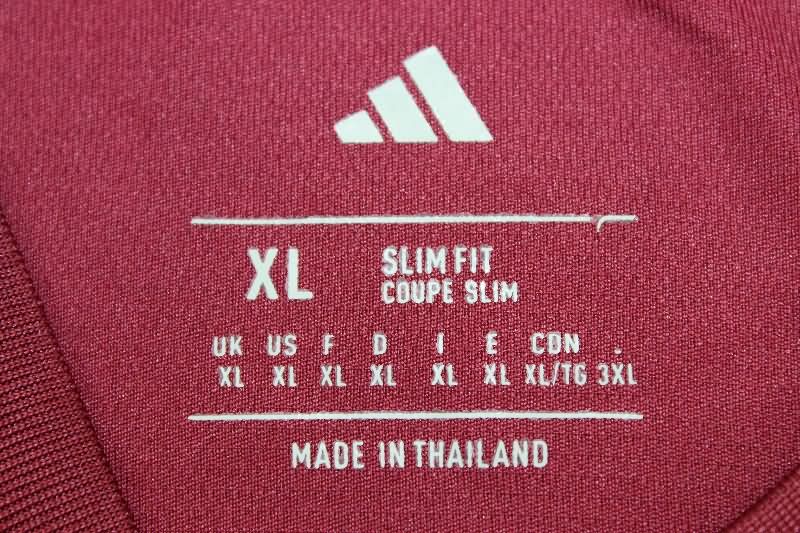 XL
SLIM FIT
COUPE SLIM
UK US F D I E CDN .
XL XL XL XL XL XL XL/TG 3XL
MADE IN THAILAND